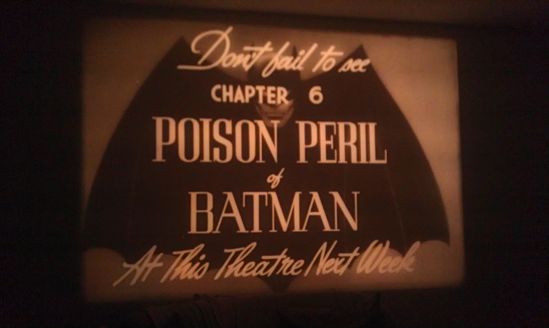 Don't fail to see
CHAPTER 6
POISON PERIL
of
BATMAN
At This Theatre Next Week